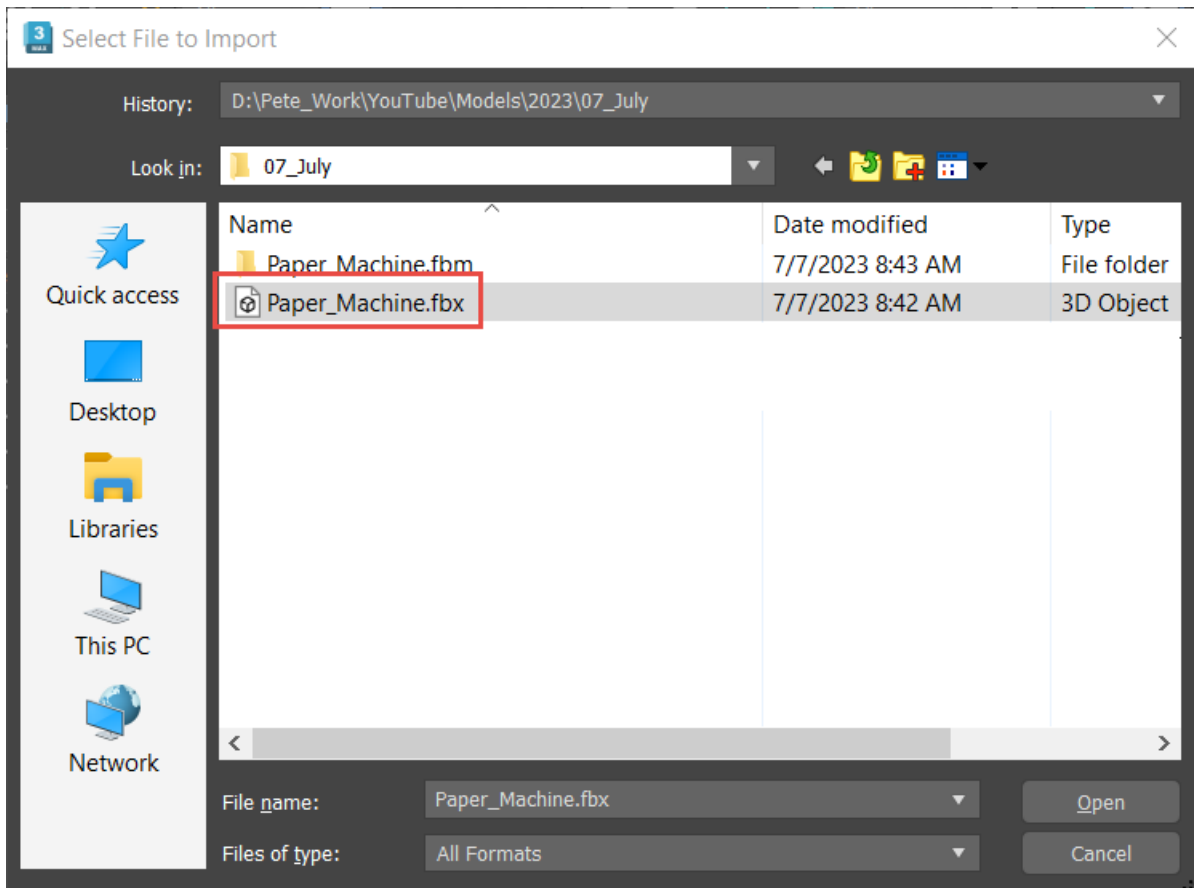 3
MAX
Select File to Import
History: D:\Pete_Work\YouTube\Models\2023\07_July
Look in: 07_July
Quick access
Desktop
Libraries
This PC
Network
Name Date modified Type
Paper_Machine.fbm 7/7/2023 8:43 AM File folder
Paper_Machine.fbx 7/7/2023 8:42 AM 3D Object
File name: Paper_Machine.fbx Open
Files of type: All Formats Cancel